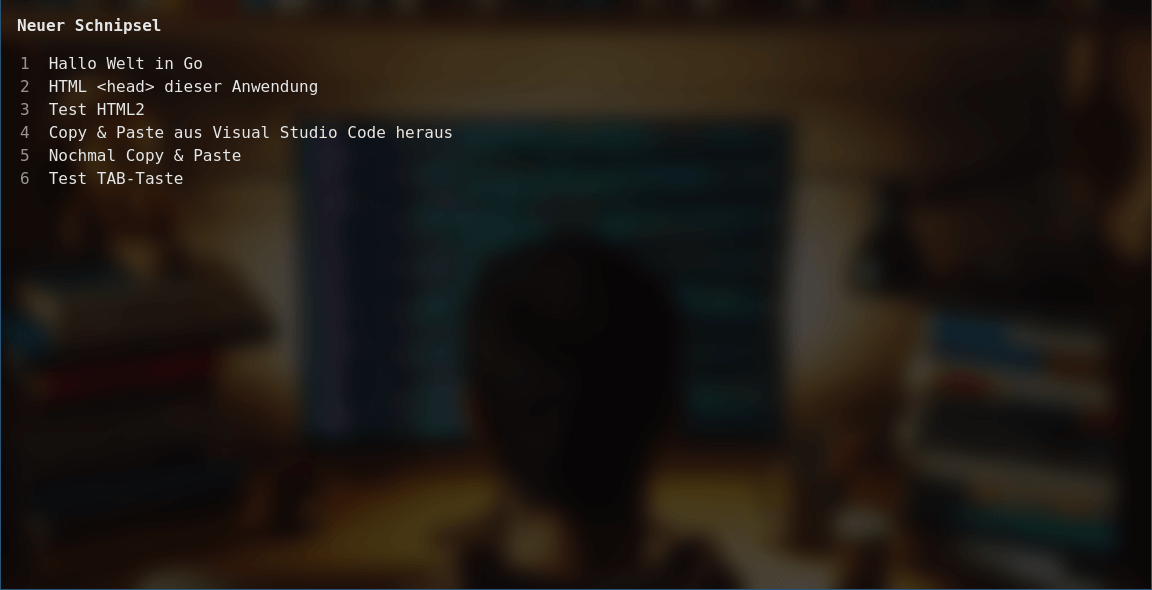 Neuer Schnipsel
1 Hallo Welt in Go
2 HTML <head> dieser Anwendung
3 Test HTML2
4 Copy & Paste aus Visual Studio Code heraus
5 Nochmal Copy & Paste
6 Test TAB-Taste